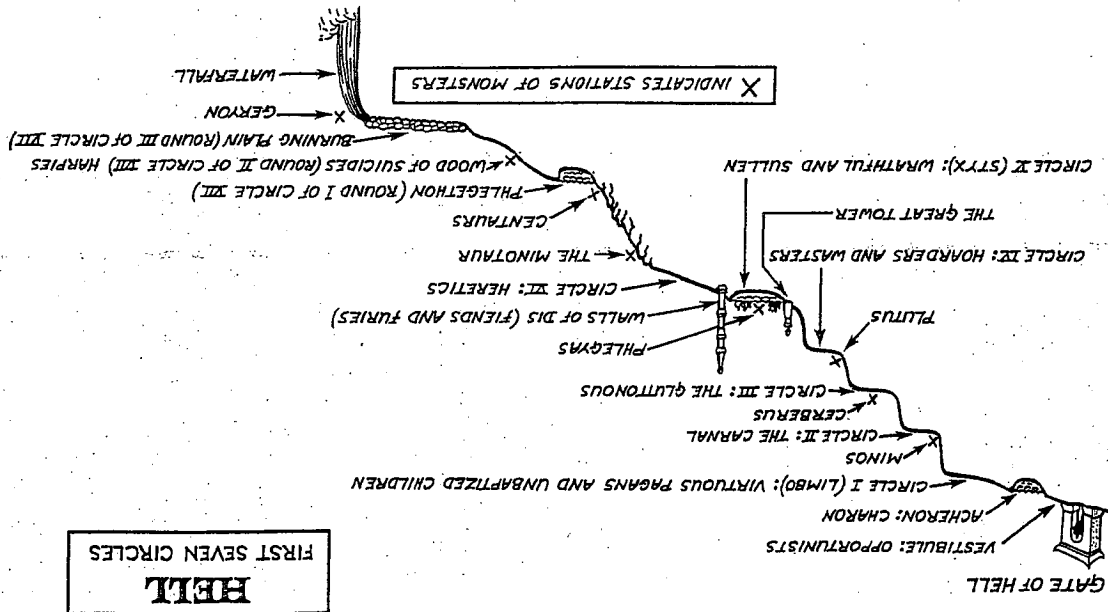 GATE OF HELL
HELL
FIRST SEVEN CIRCLES
VESTIBULE: OPPORTUNISTS
ACHERON: CHARON
CIRCLE I (LIMBO): VIRTUOUS PAGANS AND UNBAPTIZED CHILDREN
MINOS
CIRCLE II: THE CARNAL
CERBERUS
CIRCLE III: THE GLUTTONOUS
PLUTUS
CIRCLE IV: HOARDERS AND WASTERS
THE GREAT TOWER
CIRCLE V (STYX): WRATHFUL AND SULLEN
PHLEGYAS
WALLS OF DIS (FIENDS AND FURIES)
CIRCLE VI: HERETICS
THE MINOTAUR
CENTAURS
PHLEGETHON (ROUND I OF CIRCLE VII)
WOOD OF SUICIDES (ROUND II OF CIRCLE VII) HARPIES
BURNING PLAIN (ROUND III OF CIRCLE VII)
GERYON
WATERFALL
X INDICATES STATIONS OF MONSTERS